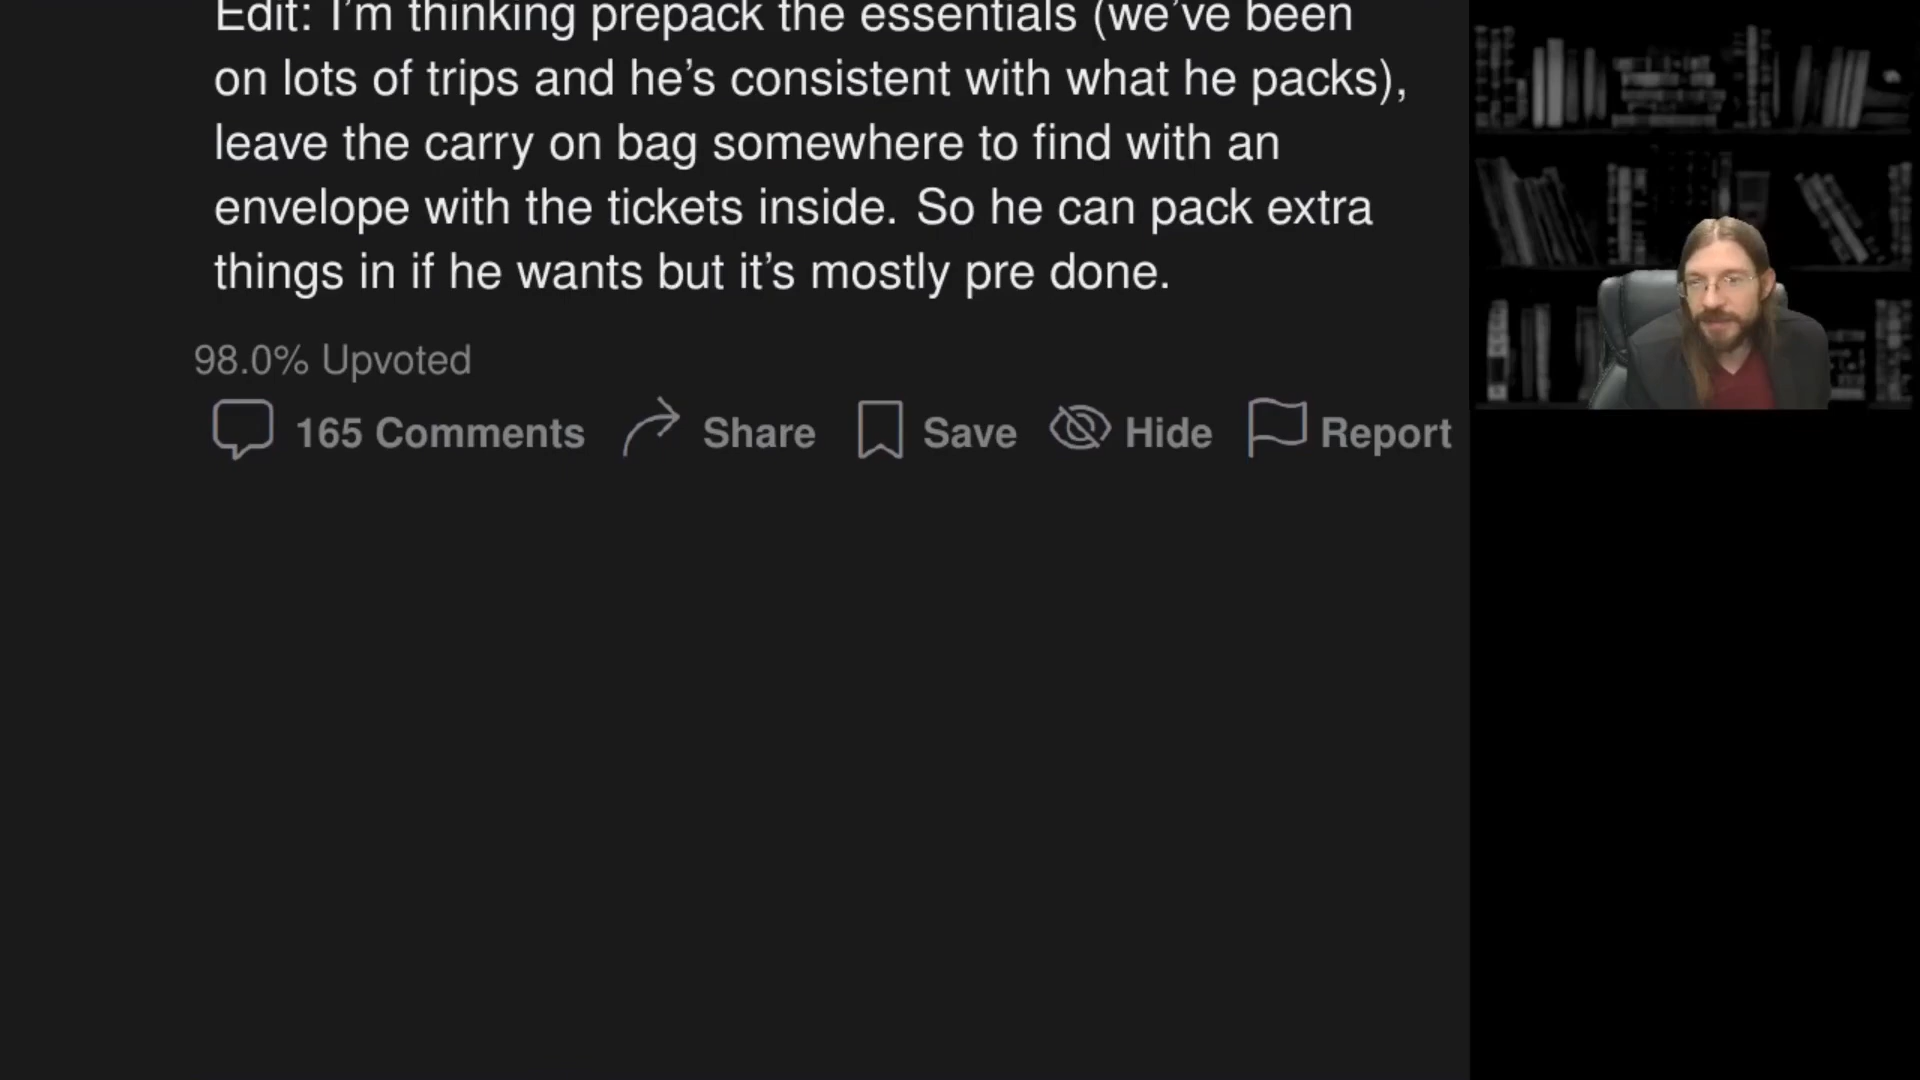 Edit: I’m thinking prepack the essentials (we’ve been
on lots of trips and he’s consistent with what he packs),
leave the carry on bag somewhere to find with an
envelope with the tickets inside. So he can pack extra
things in if he wants but it’s mostly pre done.
98.0% Upvoted
165 Comments Share Save Hide Report